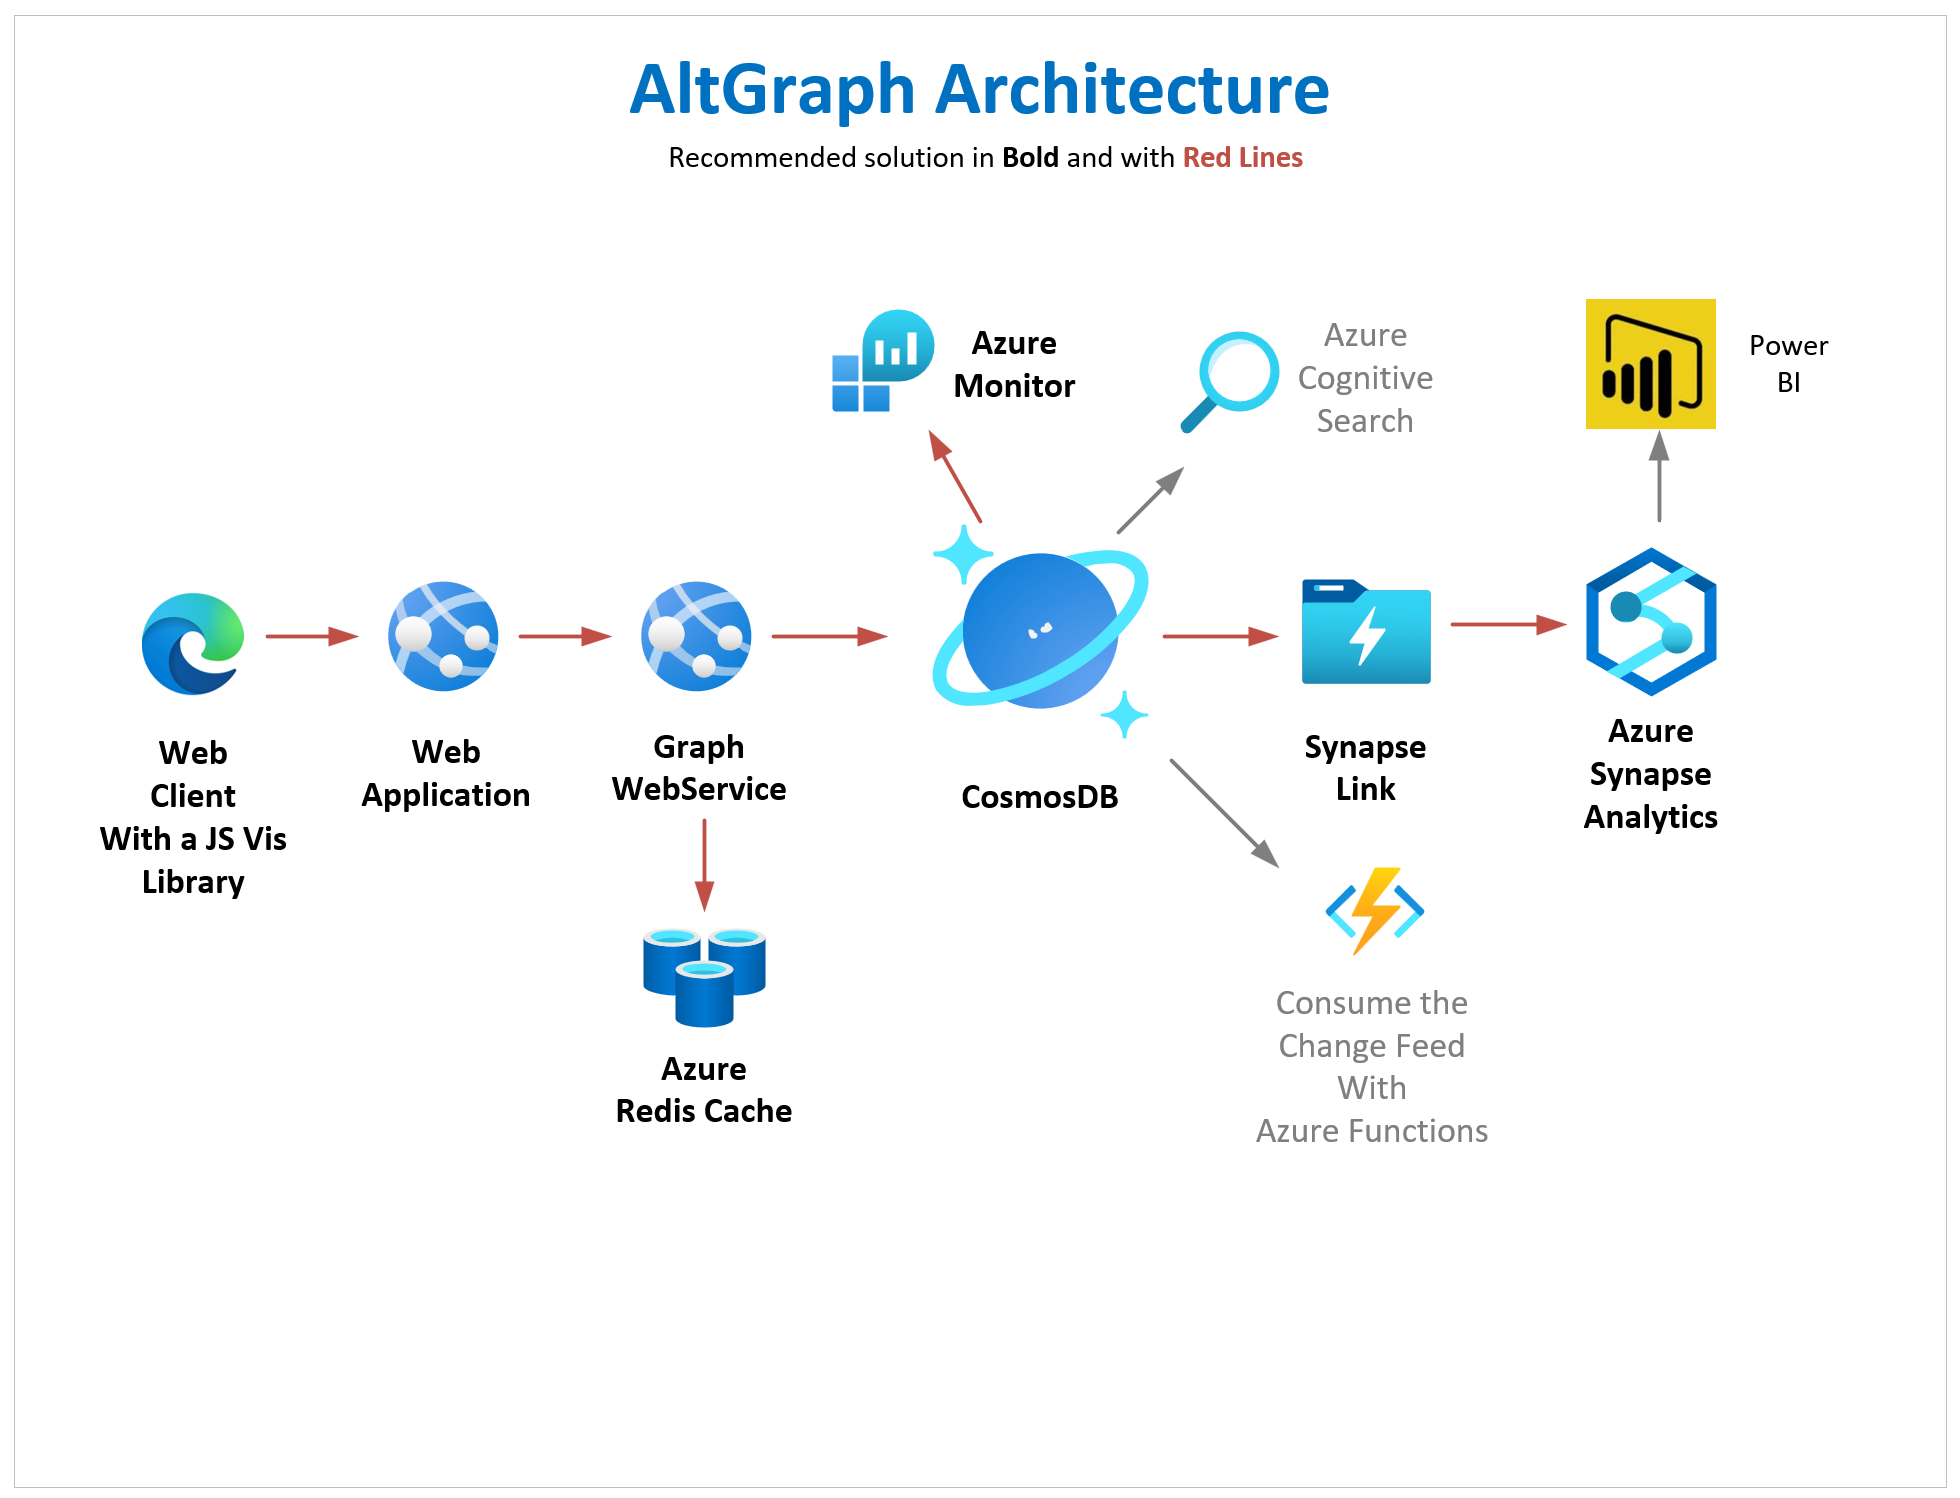 AltGraph Architecture
Recommended solution in Bold and with Red Lines
Azure
Monitor
Azure
Cognitive
Search
Power
BI
Web
Client
With a JS Vis
Library
Web
Application
Graph
WebService
CosmosDB
Synapse
Link
Azure
Synapse
Analytics
Azure
Redis Cache
Consume the
Change Feed
With
Azure Functions